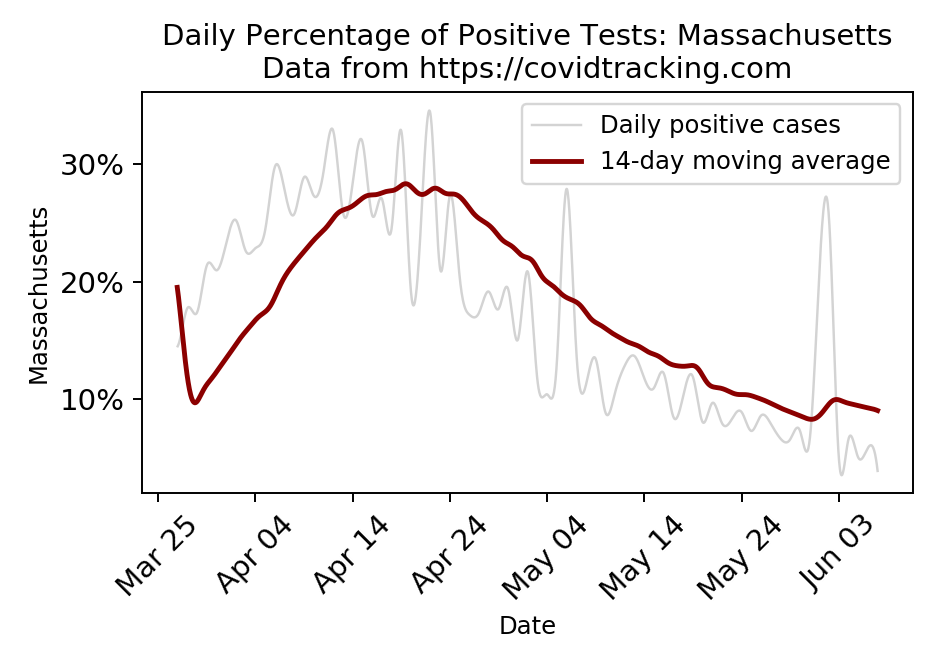 Daily Percentage of Positive Tests: Massachusetts
Data from https://covidtracking.com
Daily positive cases
14-day moving average
30%
20%
10%
Massachusetts
Mar 25
Apr 04
Apr 14
Apr 24
May 04
May 14
May 24
Jun 03
Date